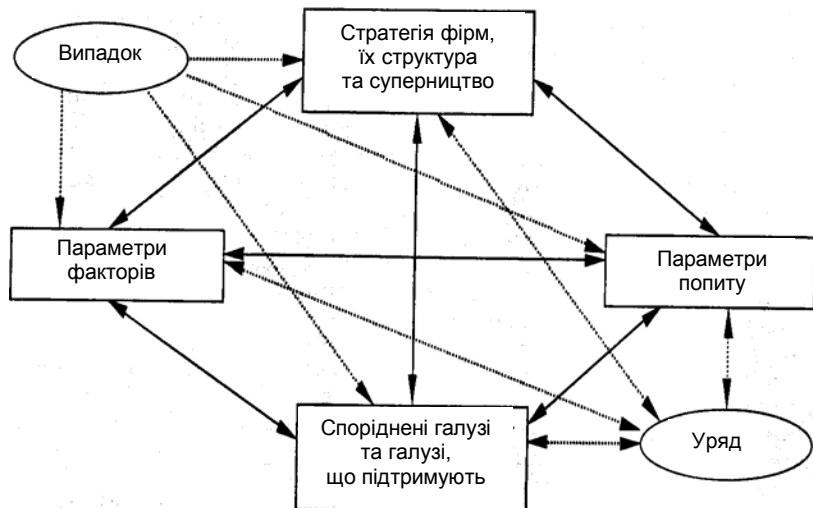 Випадок
Стратегія фірм,
їх структура
та суперництво
Параметри
факторів
Параметри
попиту
Споріднені галузі
та галузі,
що підтримують
Уряд